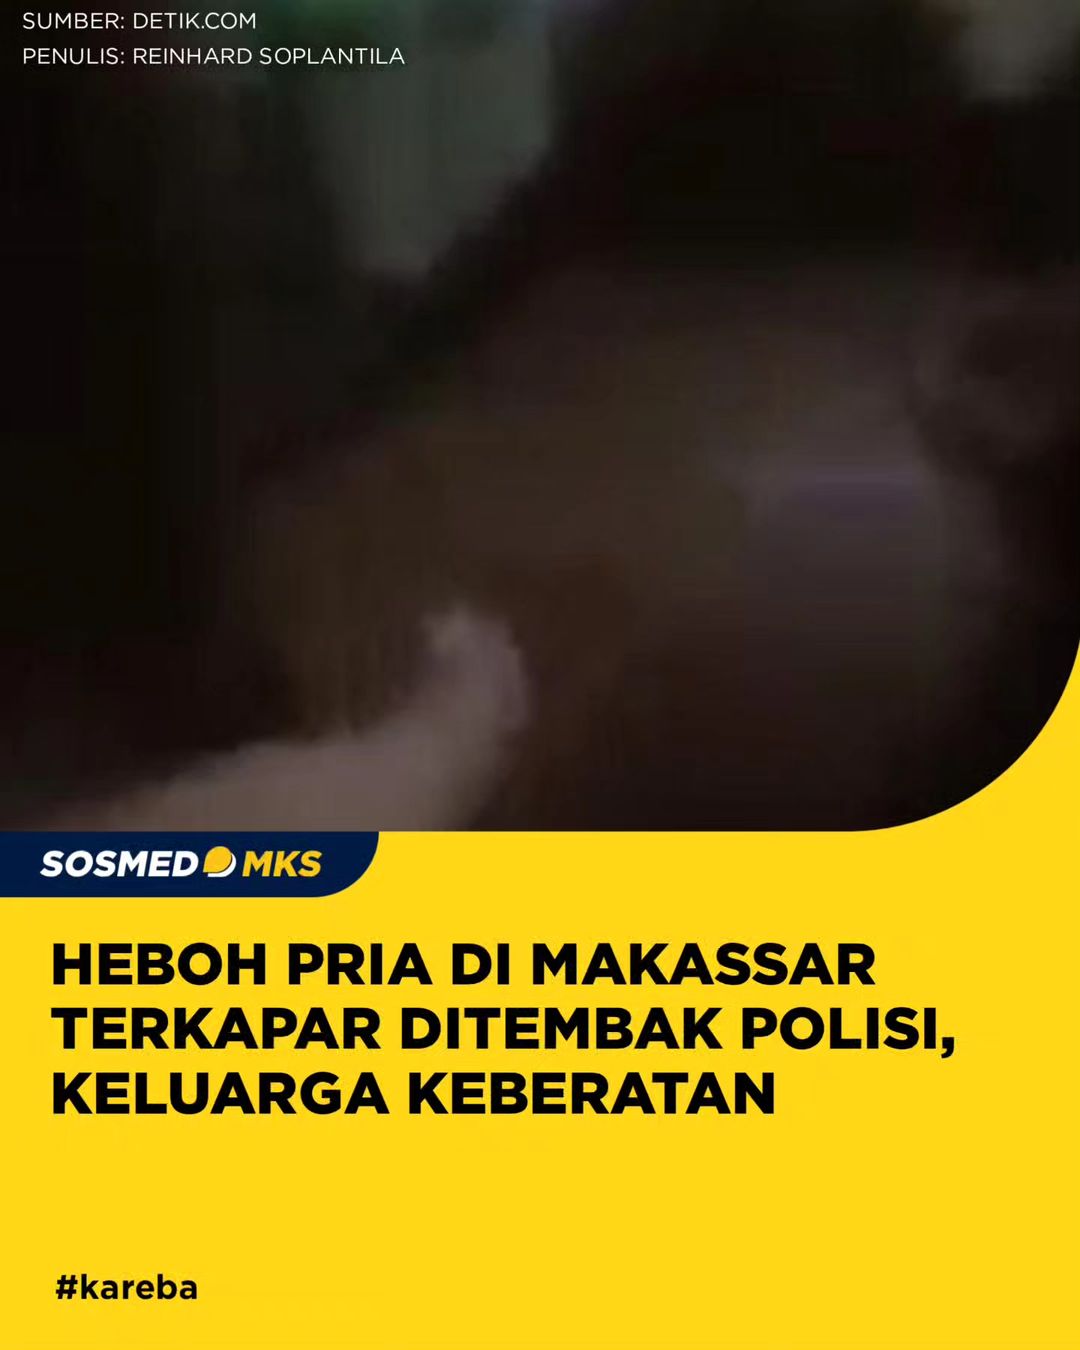 SUMBER: DETIK.COM
PENULIS: REINHARD SOPLANTILA
SOSMED MKS
HEBOH PRIA DI MAKASSAR
TERKAPAR DITEMBAK POLISI,
KELUARGA KEBERATAN
#kareba